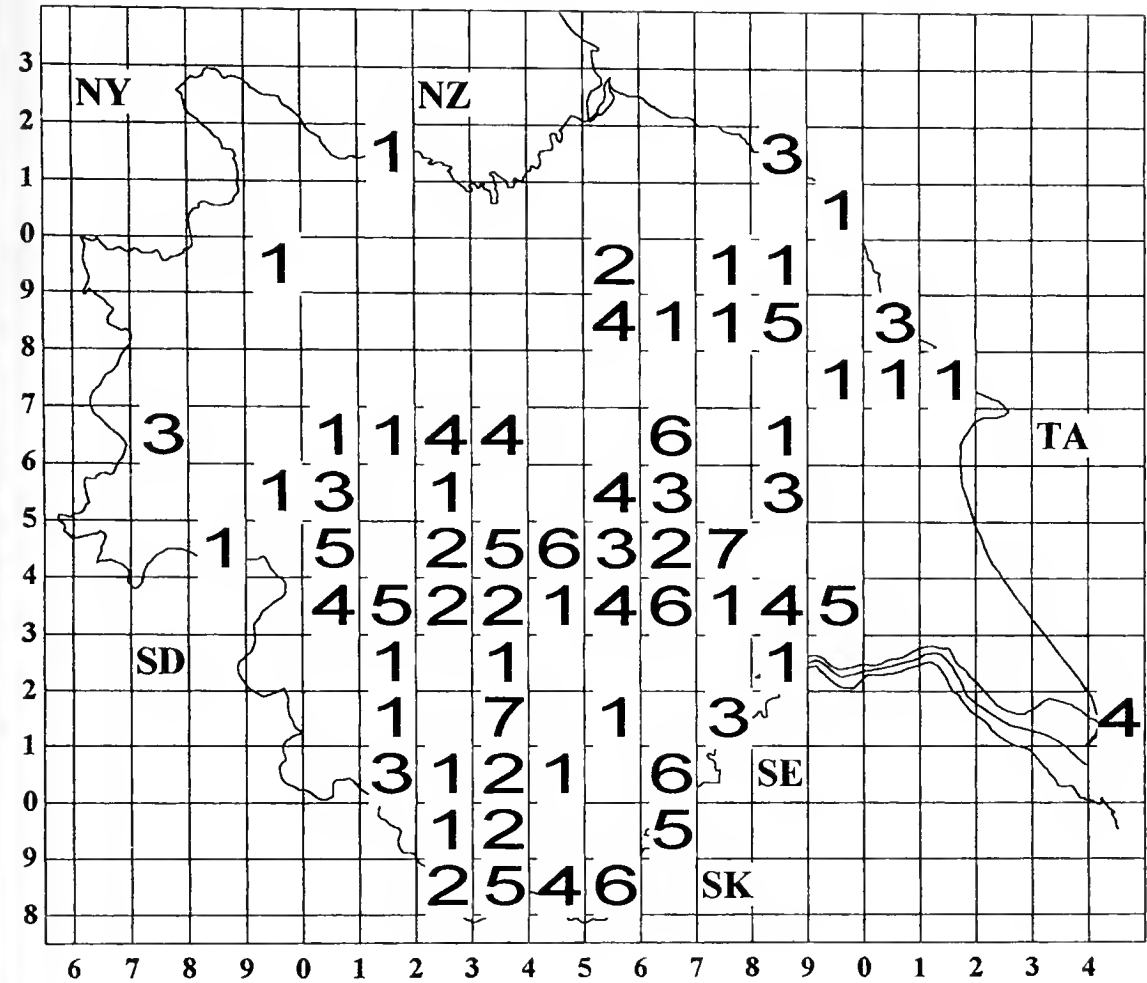 3
NY NZ
2
1 3
1
1
0
1 2 1 1
9
4 1 1 5 3
8
1 1 1
7
3 1 1 4 4 6 1 TA
6
1 3 1 4 3 3
5
1 5 2 5 6 3 2 7
4
4 5 2 2 1 4 6 1 4 5
3
SD 1 1 1
2
1 7 1 3 4
1
3 1 2 1 6 SE
0
1 2 5
9
2 5 4 6 SK
8
6 7 8 9 0 1 2 3 4 5 6 7 8 9 0 1 2 3 4